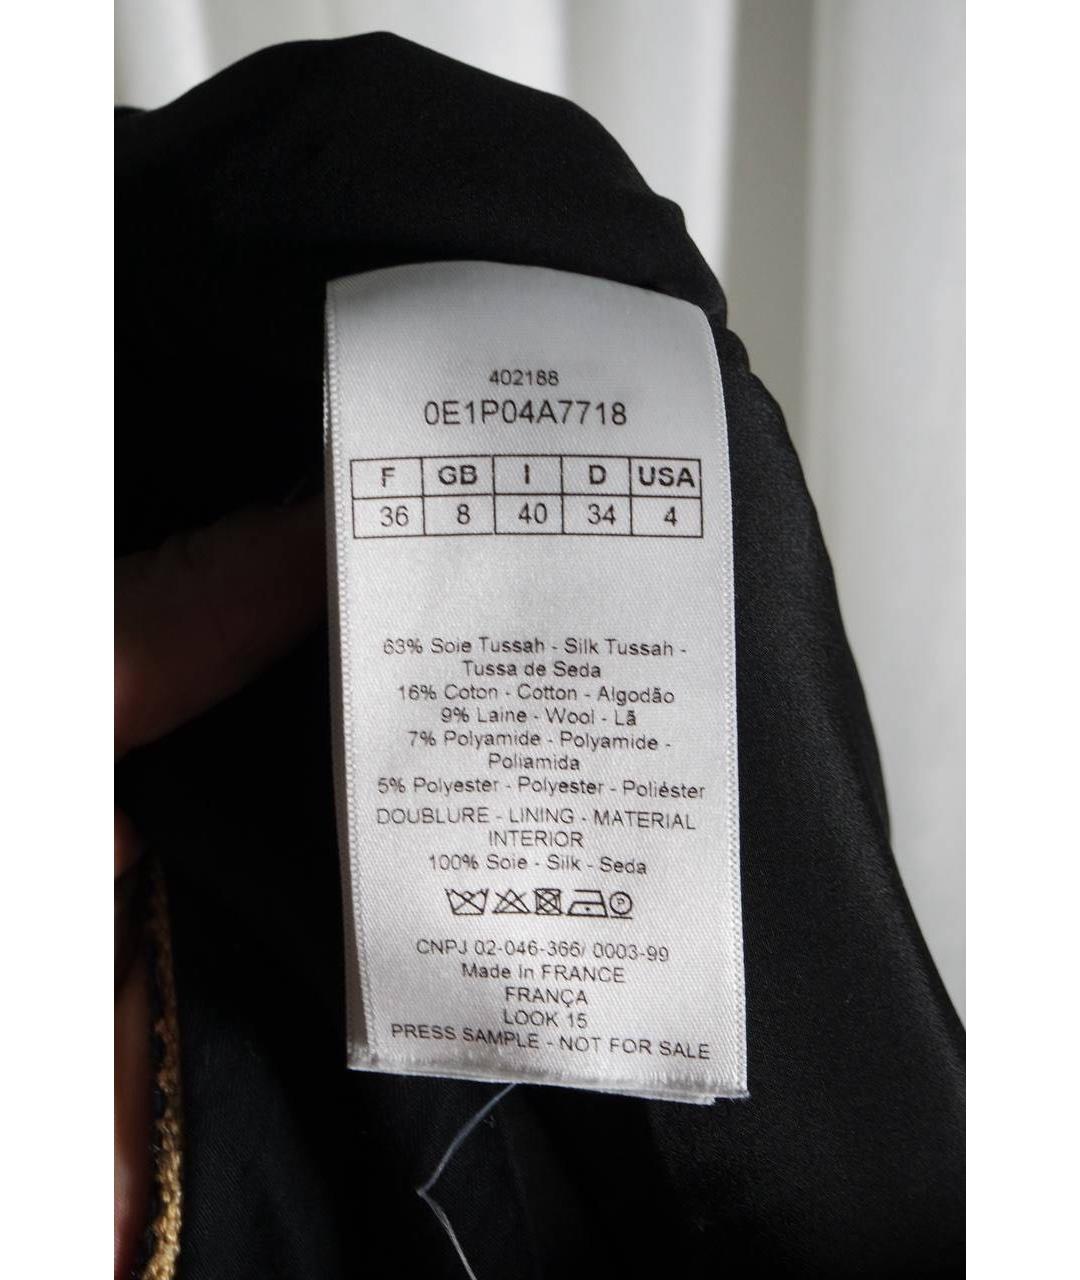 402188
0E1P04A7718
F GB I D USA
36 8 40 34 4
63% Soie Tussah - Silk Tussah -
Tussa de Seda
16% Coton - Cotton - Algodão
9% Laine - Wool - Lã
7% Polyamide - Polyamide -
Poliamida
5% Polyester - Polyester - Poliéster
DOUBLURE - LINING - MATERIAL
INTERIOR
100% Soie - Silk - Seda
P
CNPJ 02-046-366/ 0003-99
Made In FRANCE
FRANÇA
LOOK 15
PRESS SAMPLE - NOT FOR SALE